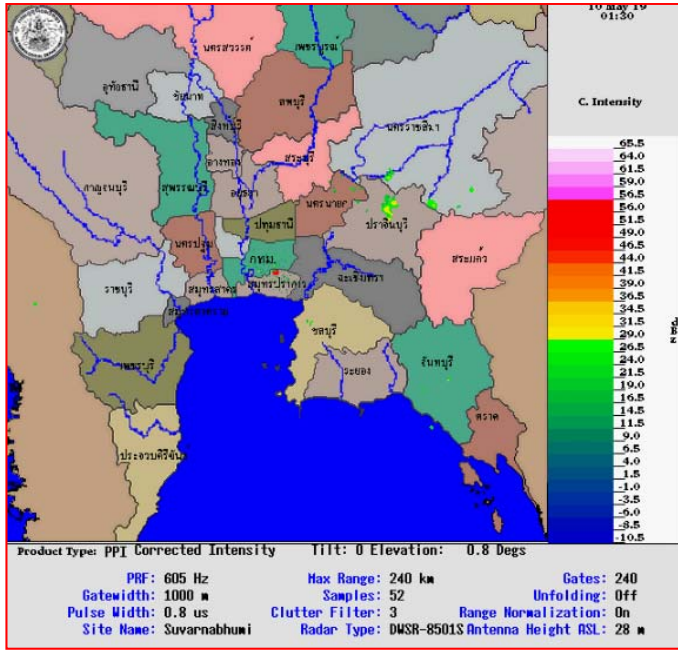 10 May 19
01:30
C. Intensity
นครสวรรค์
เพชรบูรณ์
อุทัยธานี
ชัยนาท
ลพบุรี
สิงห์บุรี
นครราชสีมา
อ่างทอง
สระบุรี
กาญจนบุรี
สุพรรณบุรี
อยุธยา
นครนายก
ปราจีนบุรี
ปทุมธานี
นครปฐม
สระแก้ว
กทม.
ราชบุรี
สมุทรสาคร
สมุทรปราการ
ฉะเชิงเทรา
ชลบุรี
เพชรบุรี
ระยอง
จันทบุรี
ตราด
ประจวบคีรีขันธ์
65.5
64.0
61.5
59.0
56.5
56.0
51.5
49.0
46.5
44.0
41.5
39.0
36.5
34.5
31.5
29.0
26.5
24.5
21.5
19.0
16.5
14.5
11.5
9.0
6.5
4.0
1.5
-1.0
-3.5
-6.0
-8.5
-10.5
Product Type: PPI Corrected Intensity Tilt: 0 Elevation: 0.8 Degs
PRF: 605 Hz Max Range: 240 km Gates: 240
Gatewidth: 1000 m Samples: 52 Unfolding: Off
Pulse Width: 0.8 us Clutter Filter: 3 Range Normalization: On
Site Name: Suvarnabhumi Radar Type: DWSR-8501S Antenna Height ASL: 28 m